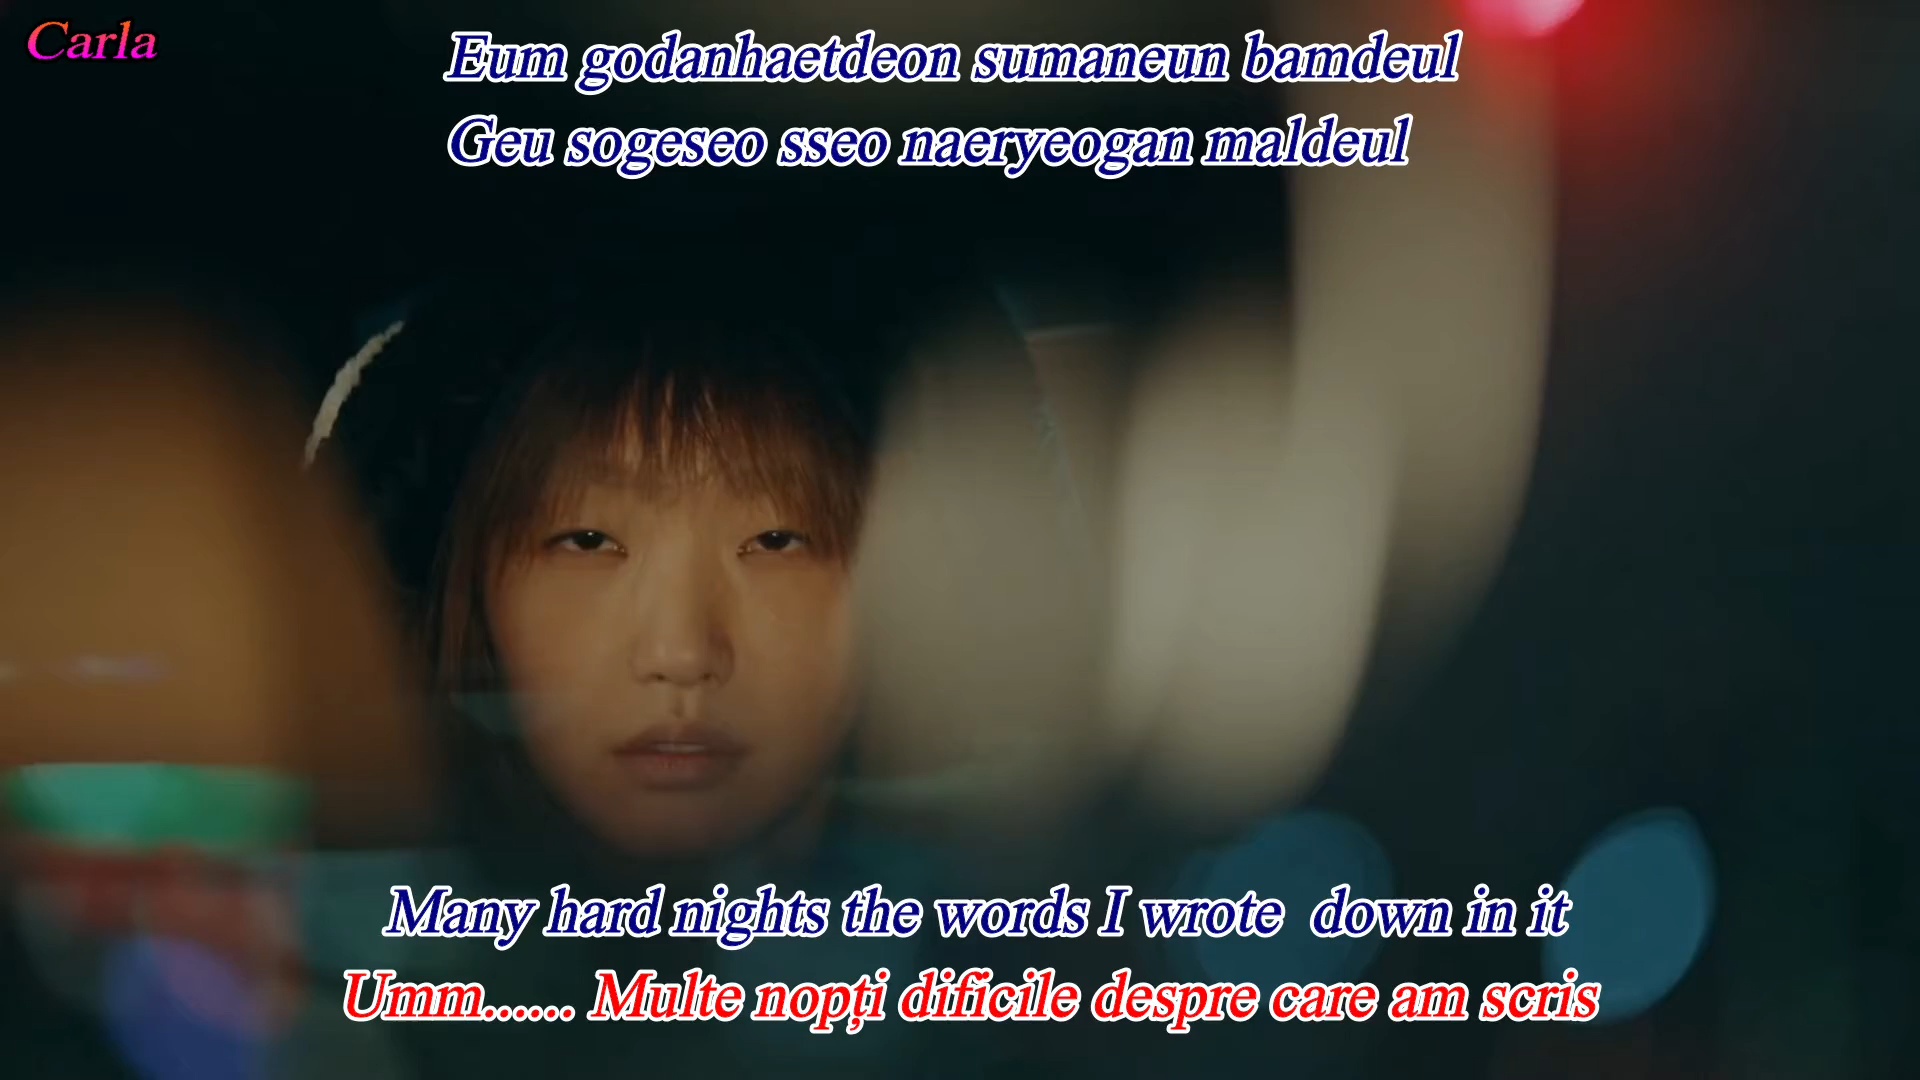 Carla
Eum godanhaetdeon sumaneun bamdeul
Geu sogeseo sseo naeryeogan maldeul
Many hard nights the words I wrote  down in it
Umm...... Multe nopți dificile despre care am scris